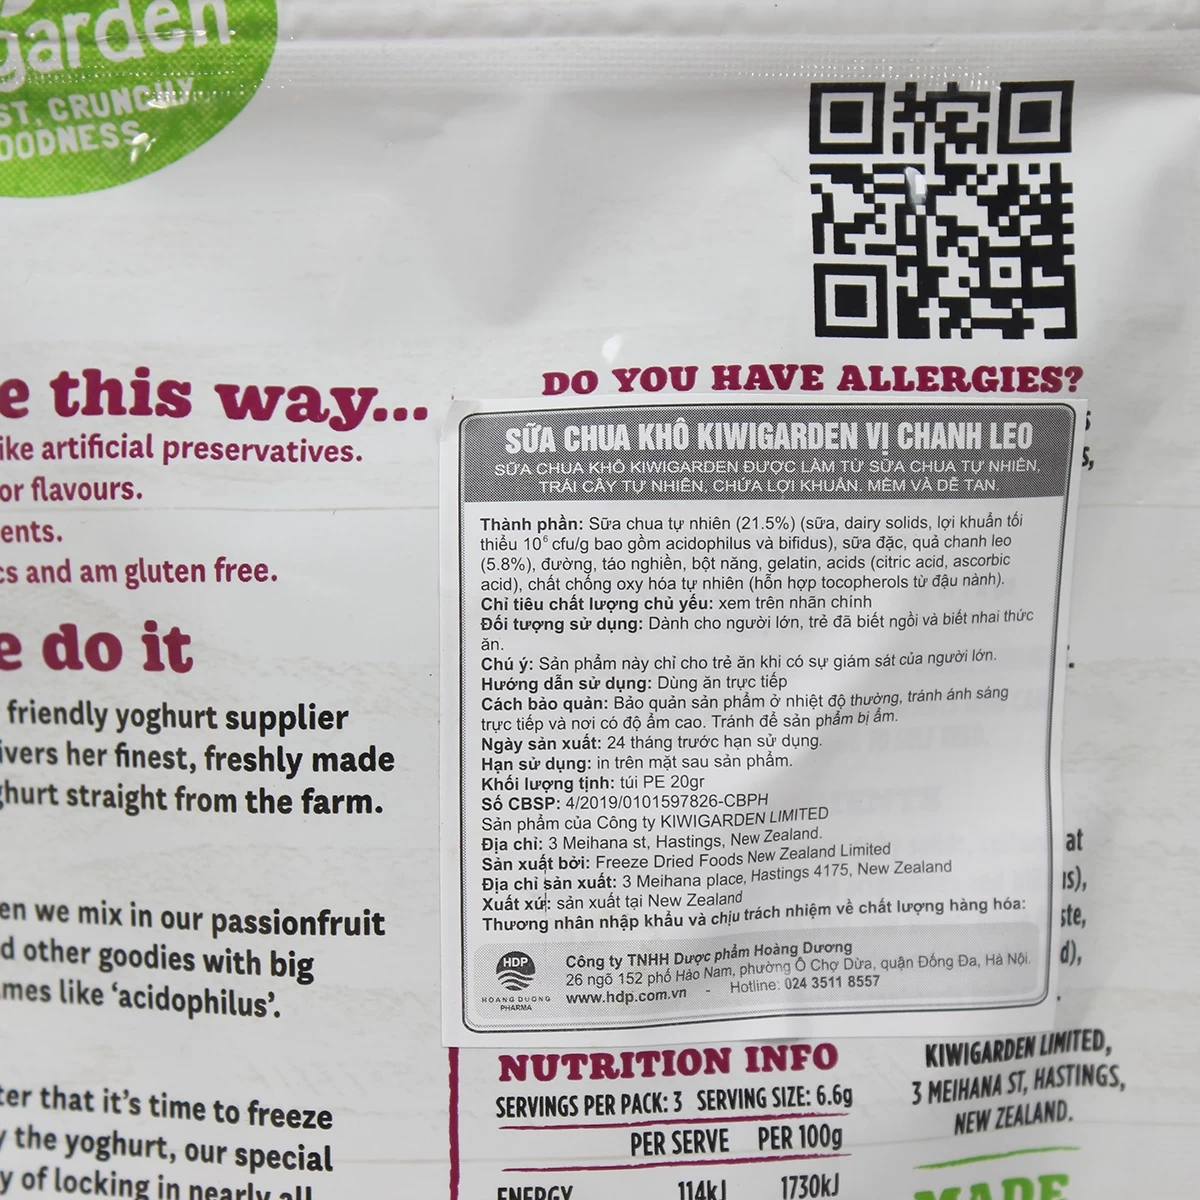 garden
ST, CRUNCHY
OODNESS
DO YOU HAVE ALLERGIES?
e this way...
ike artificial preservatives.
or flavours.
ents.
cs and am gluten free.
e do it
friendly yoghurt supplier
ivers her finest, freshly made
ghurt straight from the farm.
en we mix in our passionfruit
d other goodies with big
mes like 'acidophilus'.
ter that it's time to freeze
y the yoghurt, our special
y of locking in nearly all
SỮA CHUA KHÔ KIWIGARDEN VỊ CHANH LEO
SỮA CHUA KHÔ KIWIGARDEN ĐƯỢC LÀM TỪ SỮA CHUA TỰ NHIÊN,
TRÁI CÂY TỰ NHIÊN, CHỨA LỢI KHUẨN. MỀM VÀ DỄ TAN.
Thành phần: Sữa chua tự nhiên (21.5%) (sữa, dairy solids, lợi khuẩn tối
thiểu 10⁶ cfu/g bao gồm acidophilus và bifidus), sữa đặc, quả chanh leo
(5.8%), đường, táo nghiền, bột năng, gelatin, acids (citric acid, ascorbic
acid), chất chống oxy hóa tự nhiên (hỗn hợp tocopherols từ đậu nành).
Chỉ tiêu chất lượng chủ yếu: xem trên nhãn chính
Đối tượng sử dụng: Dành cho người lớn, trẻ đã biết ngồi và biết nhai thức
ăn.
Chú ý: Sản phẩm này chỉ cho trẻ ăn khi có sự giám sát của người lớn.
Hướng dẫn sử dụng: Dùng ăn trực tiếp
Cách bảo quản: Bảo quản sản phẩm ở nhiệt độ thường, tránh ánh sáng
trực tiếp và nơi có độ ẩm cao. Tránh để sản phẩm bị ẩm.
Ngày sản xuất: 24 tháng trước hạn sử dụng.
Hạn sử dụng: in trên mặt sau sản phẩm.
Khối lượng tịnh: túi PE 20gr
Số CBSP: 4/2019/0101597826-CBPH
Sản phẩm của Công ty KIWIGARDEN LIMITED
Địa chỉ: 3 Meihana st, Hastings, New Zealand.
Sản xuất bởi: Freeze Dried Foods New Zealand Limited
Địa chỉ sản xuất: 3 Meihana place, Hastings 4175, New Zealand
Xuất xứ: sản xuất tại New Zealand
Thương nhân nhập khẩu và chịu trách nhiệm về chất lượng hàng hóa:
HDP
HOANG DUONG
PHARMA
Công ty TNHH Dược phẩm Hoàng Dương
26 ngõ 152 phố Hào Nam, phường Ô Chợ Dừa, quận Đống Đa, Hà Nội.
www.hdp.com.vn - Hotline: 024 3511 8557
s
s,
at
ıs),
ste,
d),
NUTRITION INFO
SERVINGS PER PACK: 3 SERVING SIZE: 6.6g
PER SERVE PER 100g
ENERGY 114kJ 1730kJ
KIWIGARDEN LIMITED,
3 MEIHANA ST, HASTINGS,
NEW ZEALAND.
MADE